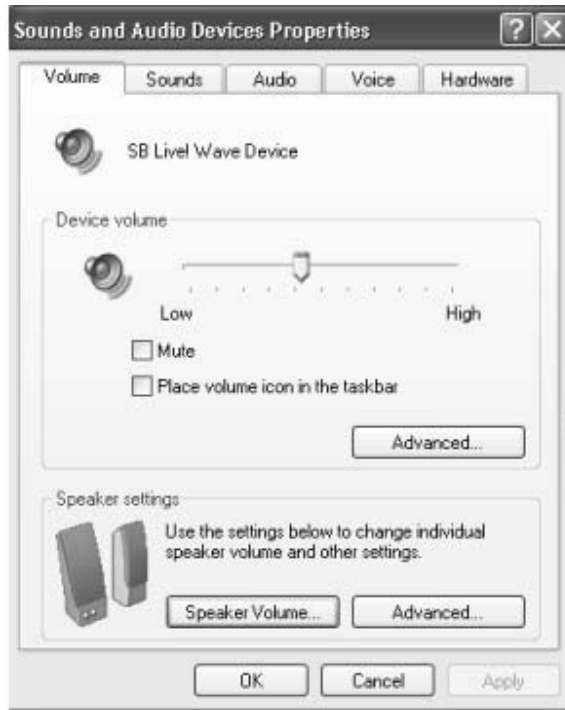 Sounds and Audio Devices Properties
Volume Sounds Audio Voice Hardware
SB Live! Wave Device
Device volume
Low High
Mute
Place volume icon in the taskbar
Advanced...
Speaker settings
Use the settings below to change individual
speaker volume and other settings.
Speaker Volume... Advanced...
OK Cancel Apply